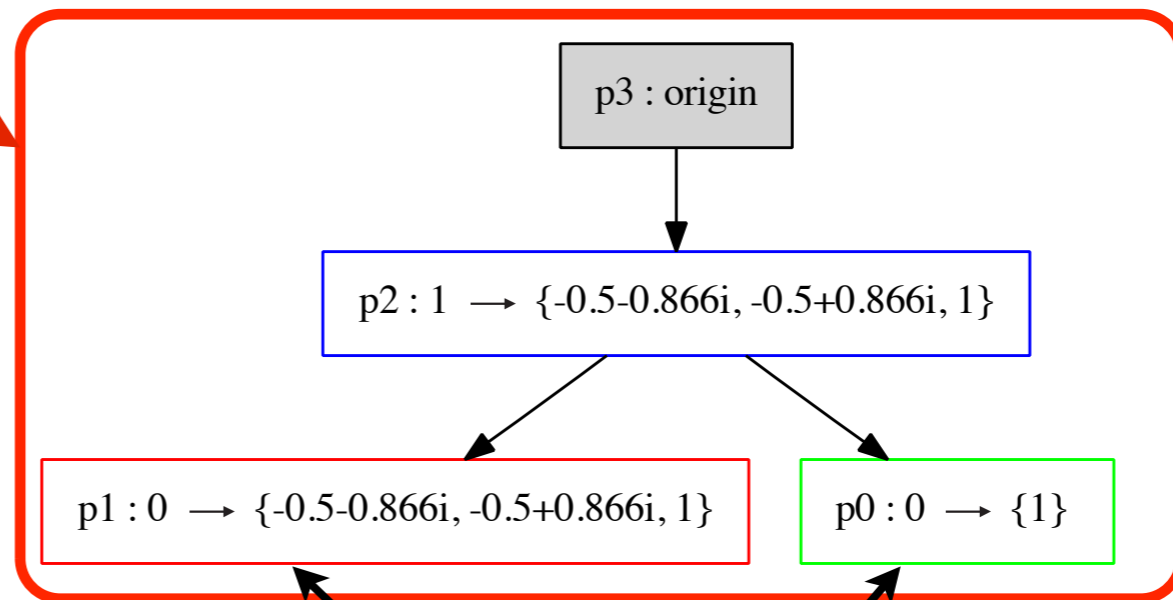 p3 : origin
p2 : 1 → {-0.5-0.866i, -0.5+0.866i, 1}
p1 : 0 → {-0.5-0.866i, -0.5+0.866i, 1}
p0 : 0 → {1}